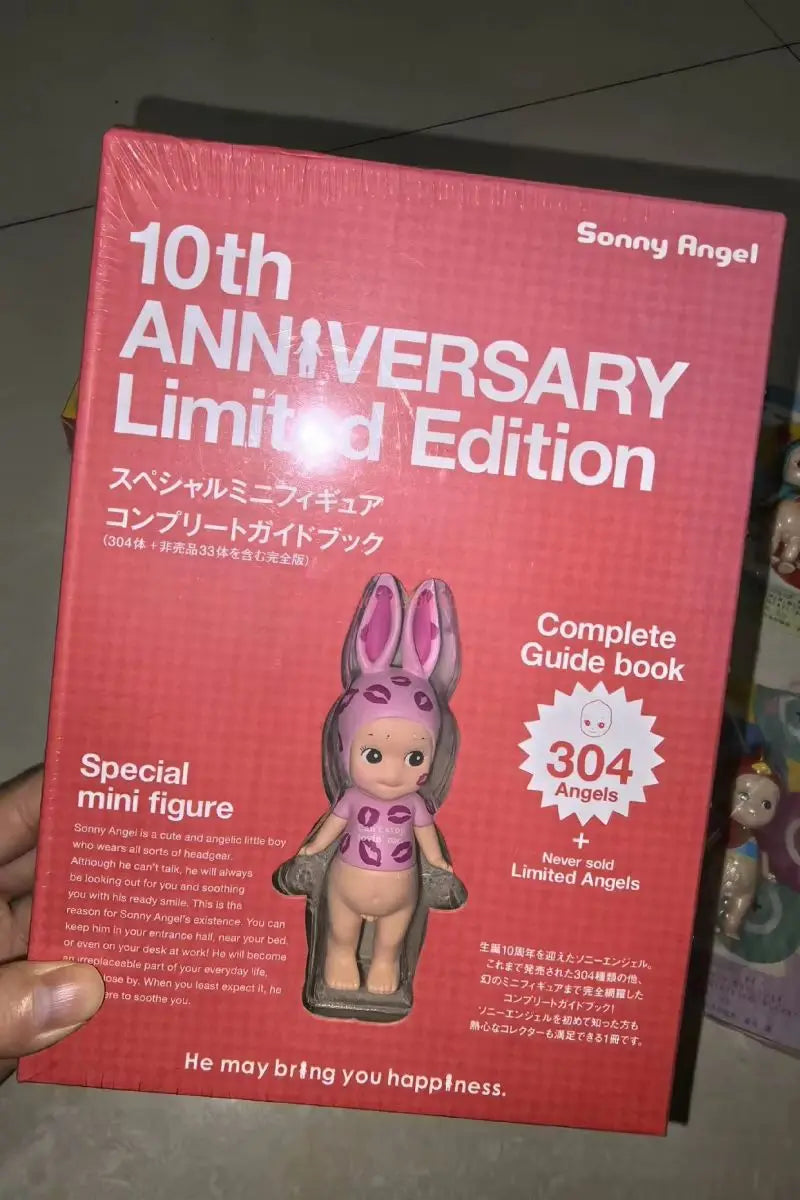 Sonny Angel
10th
ANNIVERSARY
Limited Edition
スペシャルミニフィギュア
コンプリートガイドブック
(304体+非売品33体を含む完全版)
Complete
Guide book
304
Angels
+
Never sold
Limited Angels
Special
mini figure
Sonny Angel is a cute and angelic little boy
who wears all sorts of headgear.
Although he can't talk, he will always
be looking out for you and soothing
you with his ready smile. This is the
reason for Sonny Angel's existence. You can
keep him in your entrance hall, near your bed,
or even on your desk at work! He will become
an irreplaceable part of your everyday life,
lose by. When you least expect it, he
ere to soothe you.
生誕10周年を迎えたソニーエンジェル。
これまで発売された304種類の他、
幻のミニフィギュアまで完全網羅した
コンプリートガイドブック!
ソニーエンジェルを初めて知った方も
熱心なコレクターも満足できる1冊です。
He may bring you happiness.